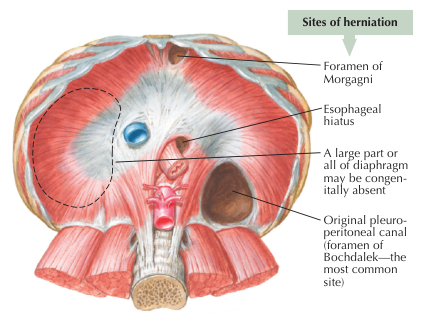 Sites of herniation
Foramen of
Morgagni
Esophageal
hiatus
A large part or
all of diaphragm
may be congen-
itally absent
Original pleuro-
peritoneal canal
(foramen of
Bochdalek—the
most common
site)